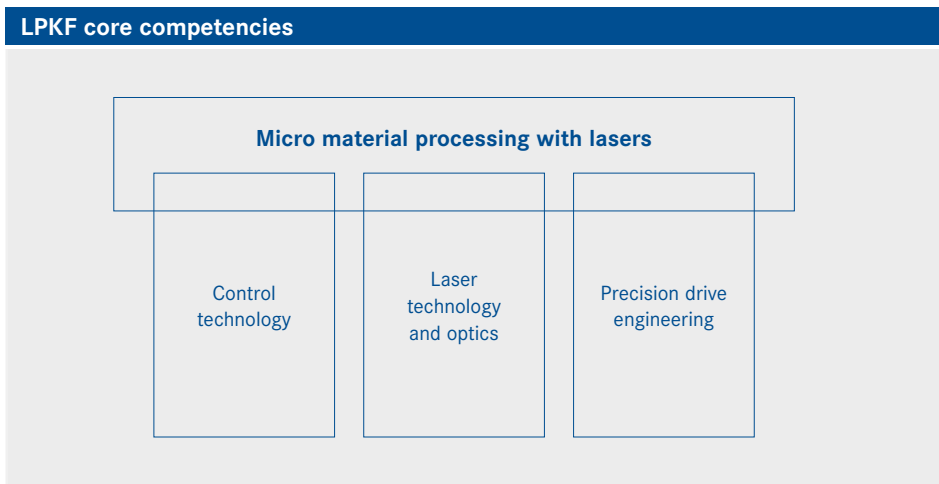 LPKF core competencies
Micro material processing with lasers
Control
technology
Laser
technology
and optics
Precision drive
engineering